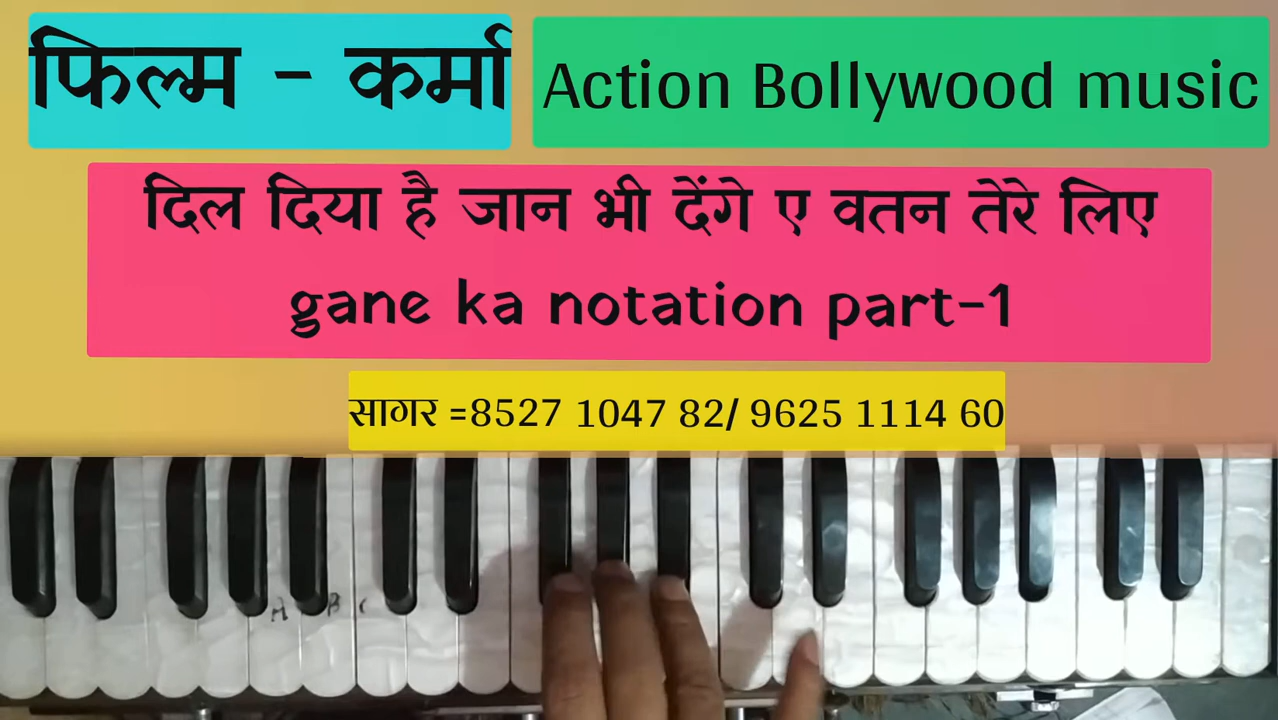 फिल्म - कर्मा
Action Bollywood music
दिल दिया है जान भी देंगे ए वतन तेरे लिए
gane ka notation part-1
सागर =8527 1047 82/ 9625 1114 60
A B C